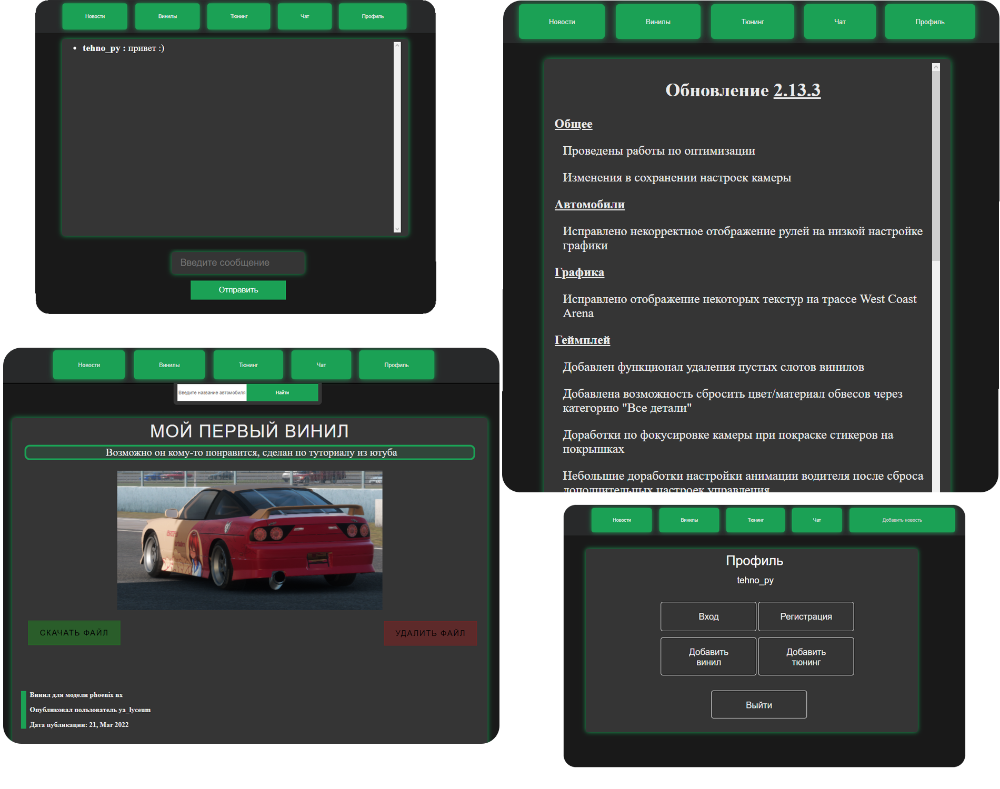 Новости Винилы Тюнинг Чат Профиль
tehno_py : привет :)
Введите сообщение
Отправить
Новости Винилы Тюнинг Чат Профиль
Обновление 2.13.3
Общее
Проведены работы по оптимизации
Изменения в сохранении настроек камеры
Автомобили
Исправлено некорректное отображение рулей на низкой настройке
графики
Графика
Исправлено отображение некоторых текстур на трассе West Coast
Arena
Геймплей
Добавлен функционал удаления пустых слотов винилов
Добавлена возможность сбросить цвет/материал обвесов через
категорию "Все детали"
Доработки по фокусировке камеры при покраске стикеров на
покрышках
Небольшие доработки настройки анимации водителя после сброса
дополнительных настроек управления
Новости Винилы Тюнинг Чат Профиль
Введите название автомобиля Найти
МОЙ ПЕРВЫЙ ВИНИЛ
Возможно он кому-то понравится, сделан по туториалу из ютуба
СКАЧАТЬ ФАЙЛ УДАЛИТЬ ФАЙЛ
Винил для модели phoenix nx
Опубликовал пользователь ya_lyceum
Дата публикации: 21, Mar 2022
Новости Винилы Тюнинг Чат Добавить новость
Профиль
tehno_py
Вход Регистрация
Добавить
винил
Добавить
тюнинг
Выйти